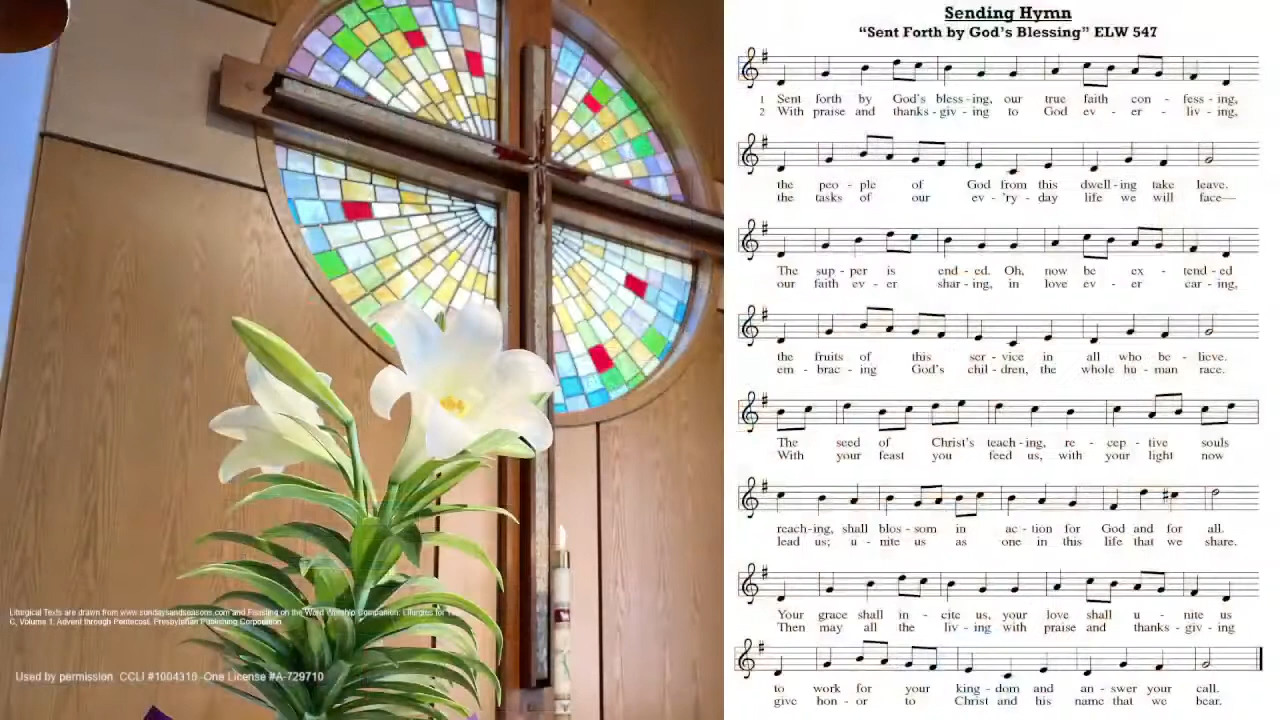 Sending Hymn
“Sent Forth by God’s Blessing” ELW 547
1 Sent forth by God’s bless - ing, our true faith con - fess - ing,
2 With praise and thanks - giv - ing to God ev - er - liv - ing,
the peo - ple of God from this dwell - ing take leave.
the tasks of our ev - ’ry - day life we will face—
The sup - per is end - ed. Oh, now be ex - tend - ed
our faith ev - er shar - ing, in love ev - er car - ing,
the fruits of this ser - vice in all who be - lieve.
em - brac - ing God’s chil - dren, the whole hu - man race.
The seed of Christ’s teach - ing, re - cep - tive souls
With your feast you feed us, with your light now
reach-ing, shall blos - som in ac - tion for God and for all.
lead us; u - nite us as one in this life that we share.
Your grace shall in - cite us, your love shall u - nite us
Then may all the liv - ing with praise and thanks - giv - ing
to work for your king - dom and an - swer your call.
give hon - or to Christ and his name that we bear.
Liturgical Texts are drawn from www.sundaysandseasons.com and Feasting on the Word Worship Companion: Liturgies for
C, Volume 1, Advent through Pentecost, Presbyterian Publishing Corporation.
Used by permission. CCLI #1004316 One License #A-729710